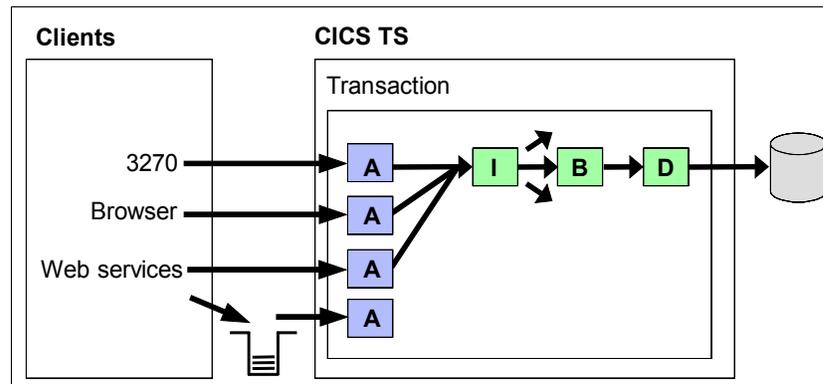 Clients
CICS TS
Transaction
3270
A
I
B
D
Browser
A
Web services
A
A